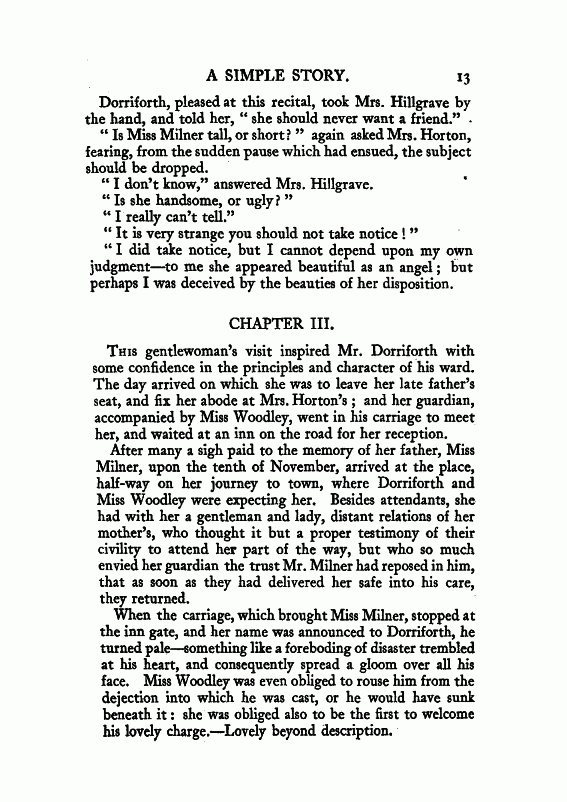 A SIMPLE STORY. 13
Dorriforth, pleased at this recital, took Mrs. Hillgrave by
the hand, and told her, “ she should never want a friend.”
“ Is Miss Milner tall, or short? ” again asked Mrs. Horton,
fearing, from the sudden pause which had ensued, the subject
should be dropped.
“ I don't know,” answered Mrs. Hillgrave.
“ Is she handsome, or ugly? ”
“ I really can't tell.”
“ It is very strange you should not take notice ! ”
“ I did take notice, but I cannot depend upon my own
judgment—to me she appeared beautiful as an angel ; but
perhaps I was deceived by the beauties of her disposition.
CHAPTER III.
THIS gentlewoman's visit inspired Mr. Dorriforth with
some confidence in the principles and character of his ward.
The day arrived on which she was to leave her late father's
seat, and fix her abode at Mrs. Horton's ; and her guardian,
accompanied by Miss Woodley, went in his carriage to meet
her, and waited at an inn on the road for her reception.
After many a sigh paid to the memory of her father, Miss
Milner, upon the tenth of November, arrived at the place,
half-way on her journey to town, where Dorriforth and
Miss Woodley were expecting her. Besides attendants, she
had with her a gentleman and lady, distant relations of her
mother's, who thought it but a proper testimony of their
civility to attend her part of the way, but who so much
envied her guardian the trust Mr. Milner had reposed in him,
that as soon as they had delivered her safe into his care,
they returned.
When the carriage, which brought Miss Milner, stopped at
the inn gate, and her name was announced to Dorriforth, he
turned pale—something like a foreboding of disaster trembled
at his heart, and consequently spread a gloom over all his
face. Miss Woodley was even obliged to rouse him from the
dejection into which he was cast, or he would have sunk
beneath it : she was obliged also to be the first to welcome
his lovely charge.—Lovely beyond description.